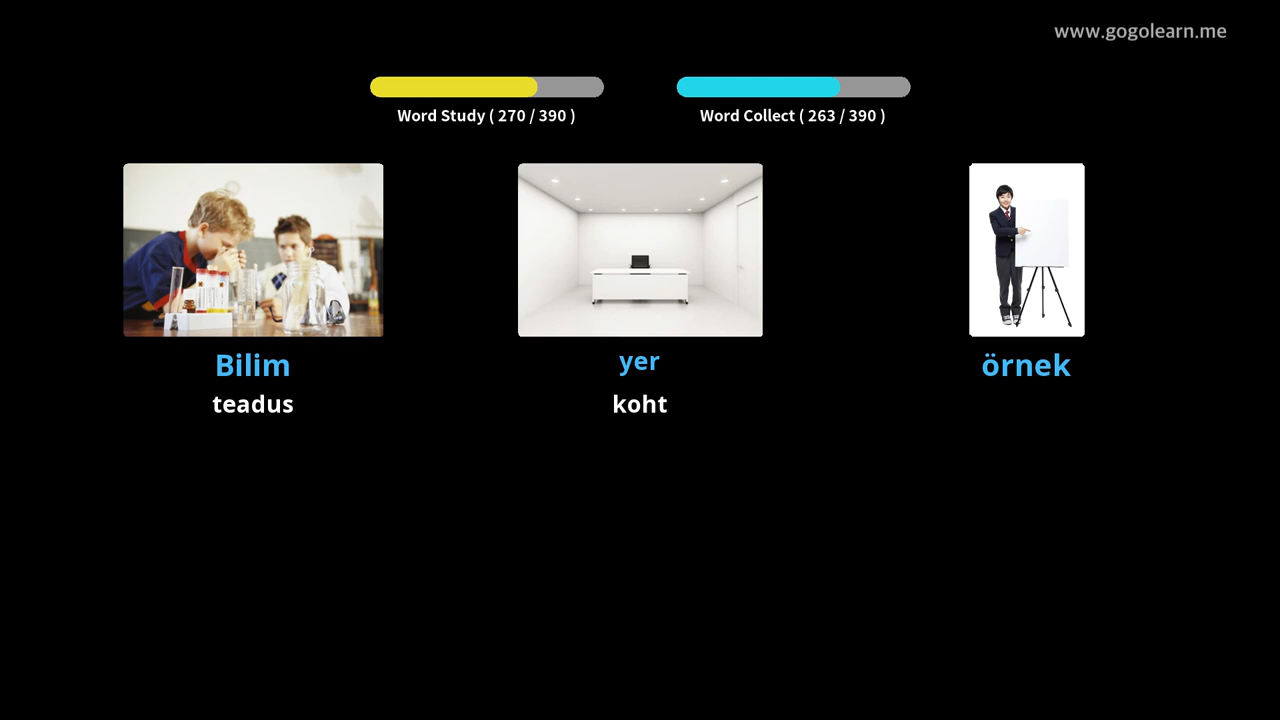 www.gogolearn.me
Word Study ( 270 / 390 )
Word Collect ( 263 / 390 )
Bilim
teadus
yer
koht
örnek